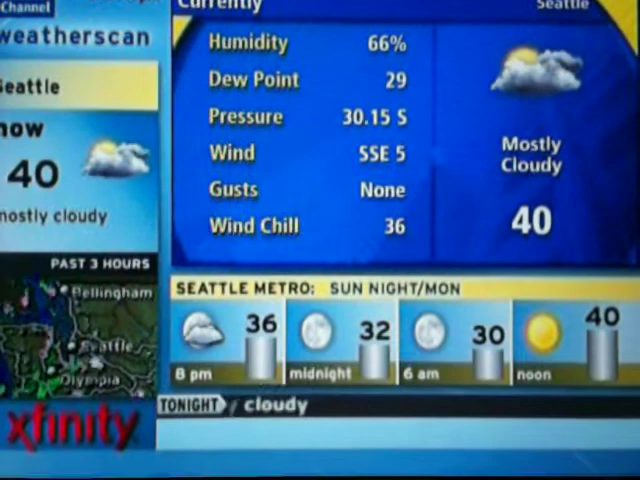 Channel
weatherscan
Seattle
now
40
mostly cloudy
PAST 3 HOURS
Bellingham
Seattle
Olympia
xfinity
Currently
Seattle
Humidity 66%
Dew Point 29
Pressure 30.15 S
Wind SSE 5
Gusts None
Wind Chill 36
Mostly
Cloudy
40
SEATTLE METRO: SUN NIGHT/MON
36 32 30 40
8 pm midnight 6 am noon
TONIGHT cloudy